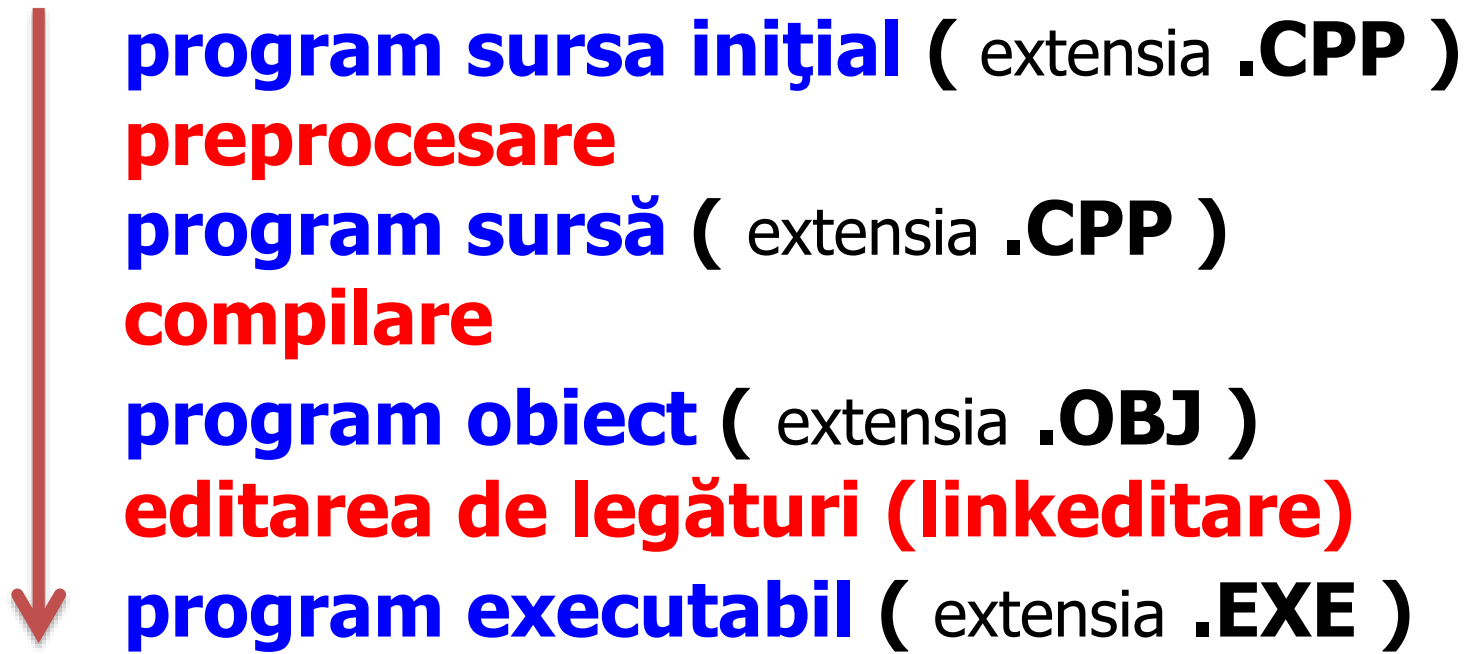 program sursa iniţial ( extensia .CPP )
preprocesare
program sursă ( extensia .CPP )
compilare
program obiect ( extensia .OBJ )
editarea de legături (linkeditare)
program executabil ( extensia .EXE )